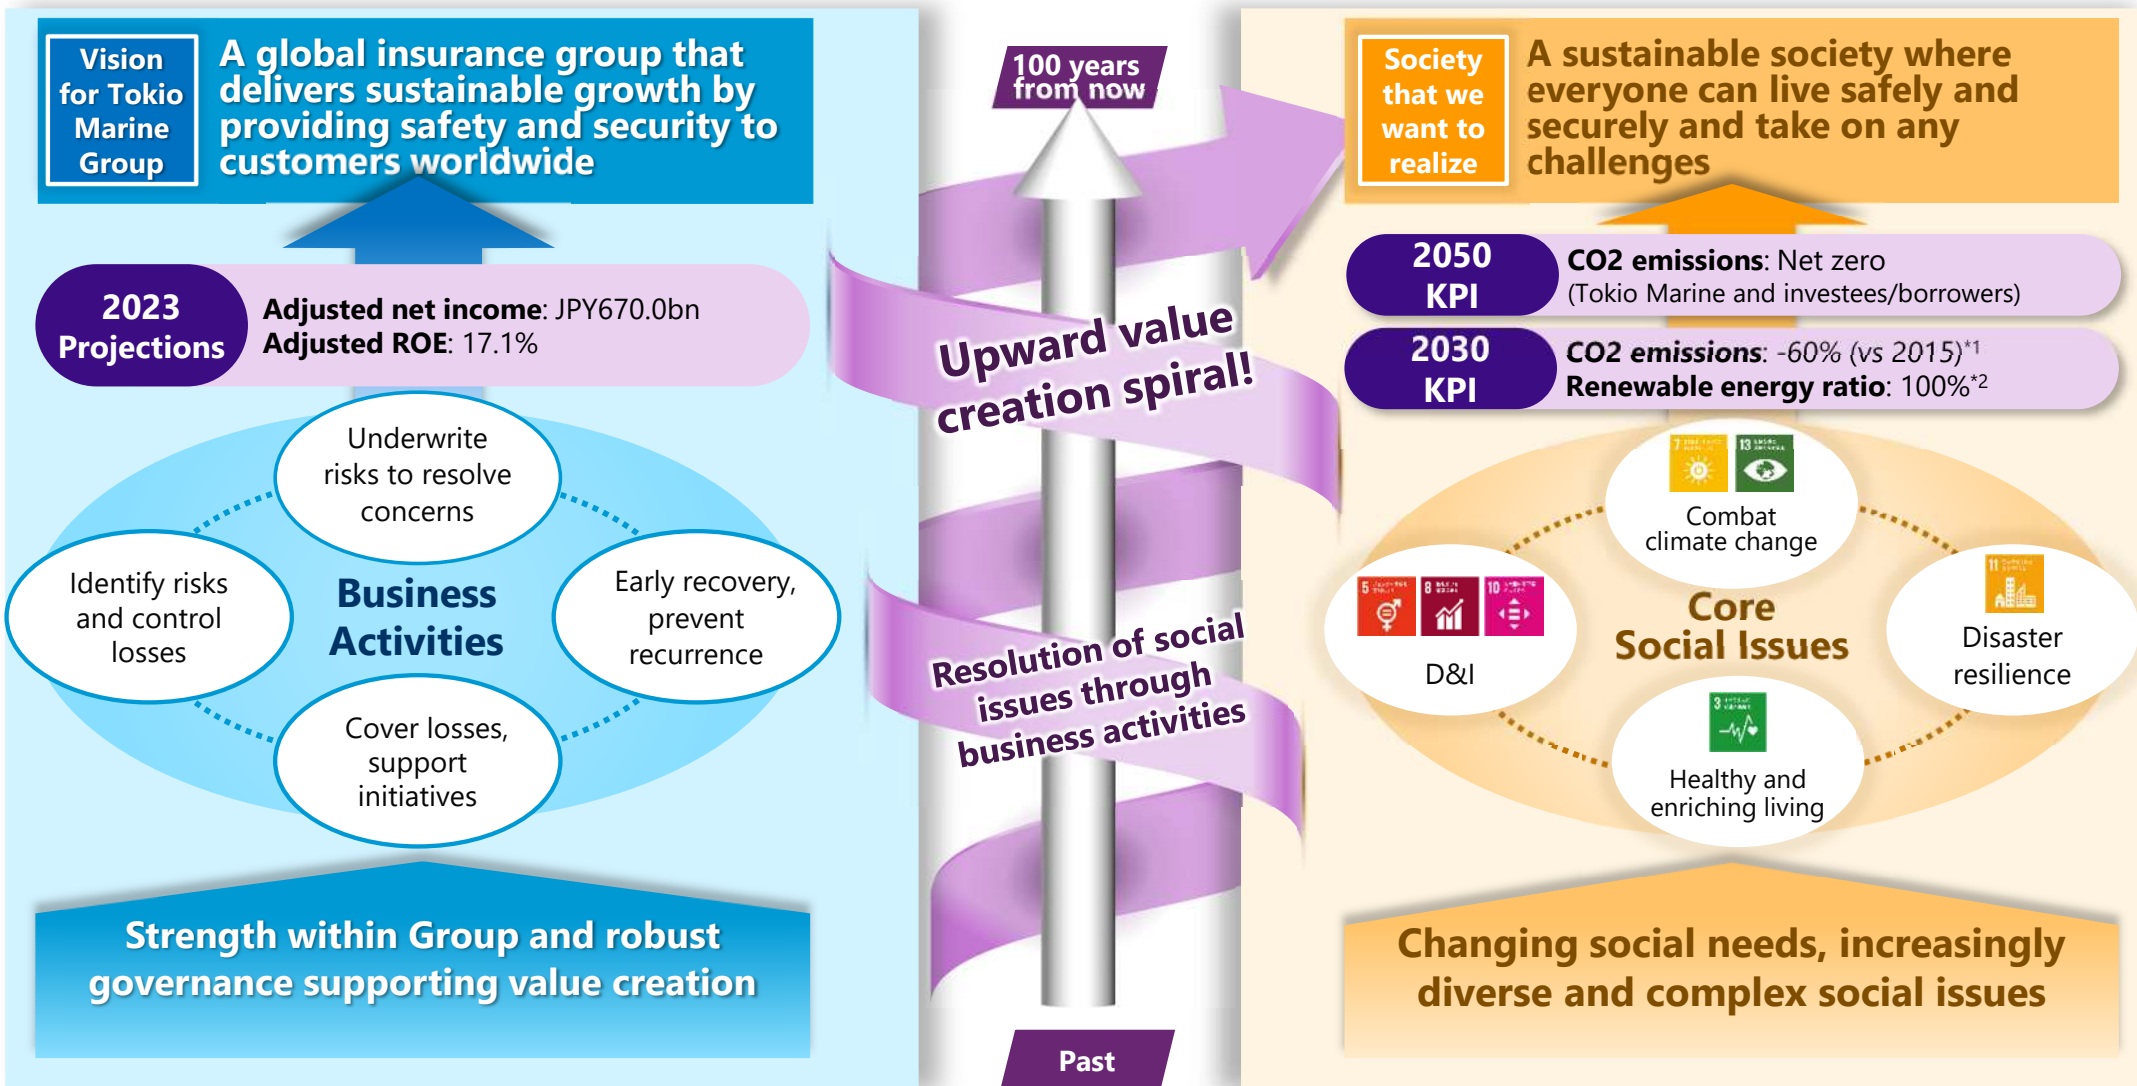 Vision
for Tokio
Marine
Group
A global insurance group that
delivers sustainable growth by
providing safety and security to
customers worldwide
2023
Projections
Adjusted net income: JPY670.0bn
Adjusted ROE: 17.1%
Underwrite
risks to resolve
concerns
Identify risks
and control
losses
Business
Activities
Early recovery,
prevent
recurrence
Cover losses,
support
initiatives
Strength within Group and robust
governance supporting value creation
100 years
from now
Upward value
creation spiral!
Resolution of social
issues through
business activities
Past
Society
that we
want to
realize
A sustainable society where
everyone can live safely and
securely and take on any
challenges
2050
KPI
CO2 emissions: Net zero
(Tokio Marine and investees/borrowers)
2030
KPI
CO2 emissions: -60% (vs 2015)*1
Renewable energy ratio: 100%*2
7
13
Combat
climate change
5
8
10
D&I
Core
Social Issues
11
Disaster
resilience
3
Healthy and
enriching living
Changing social needs, increasingly
diverse and complex social issues